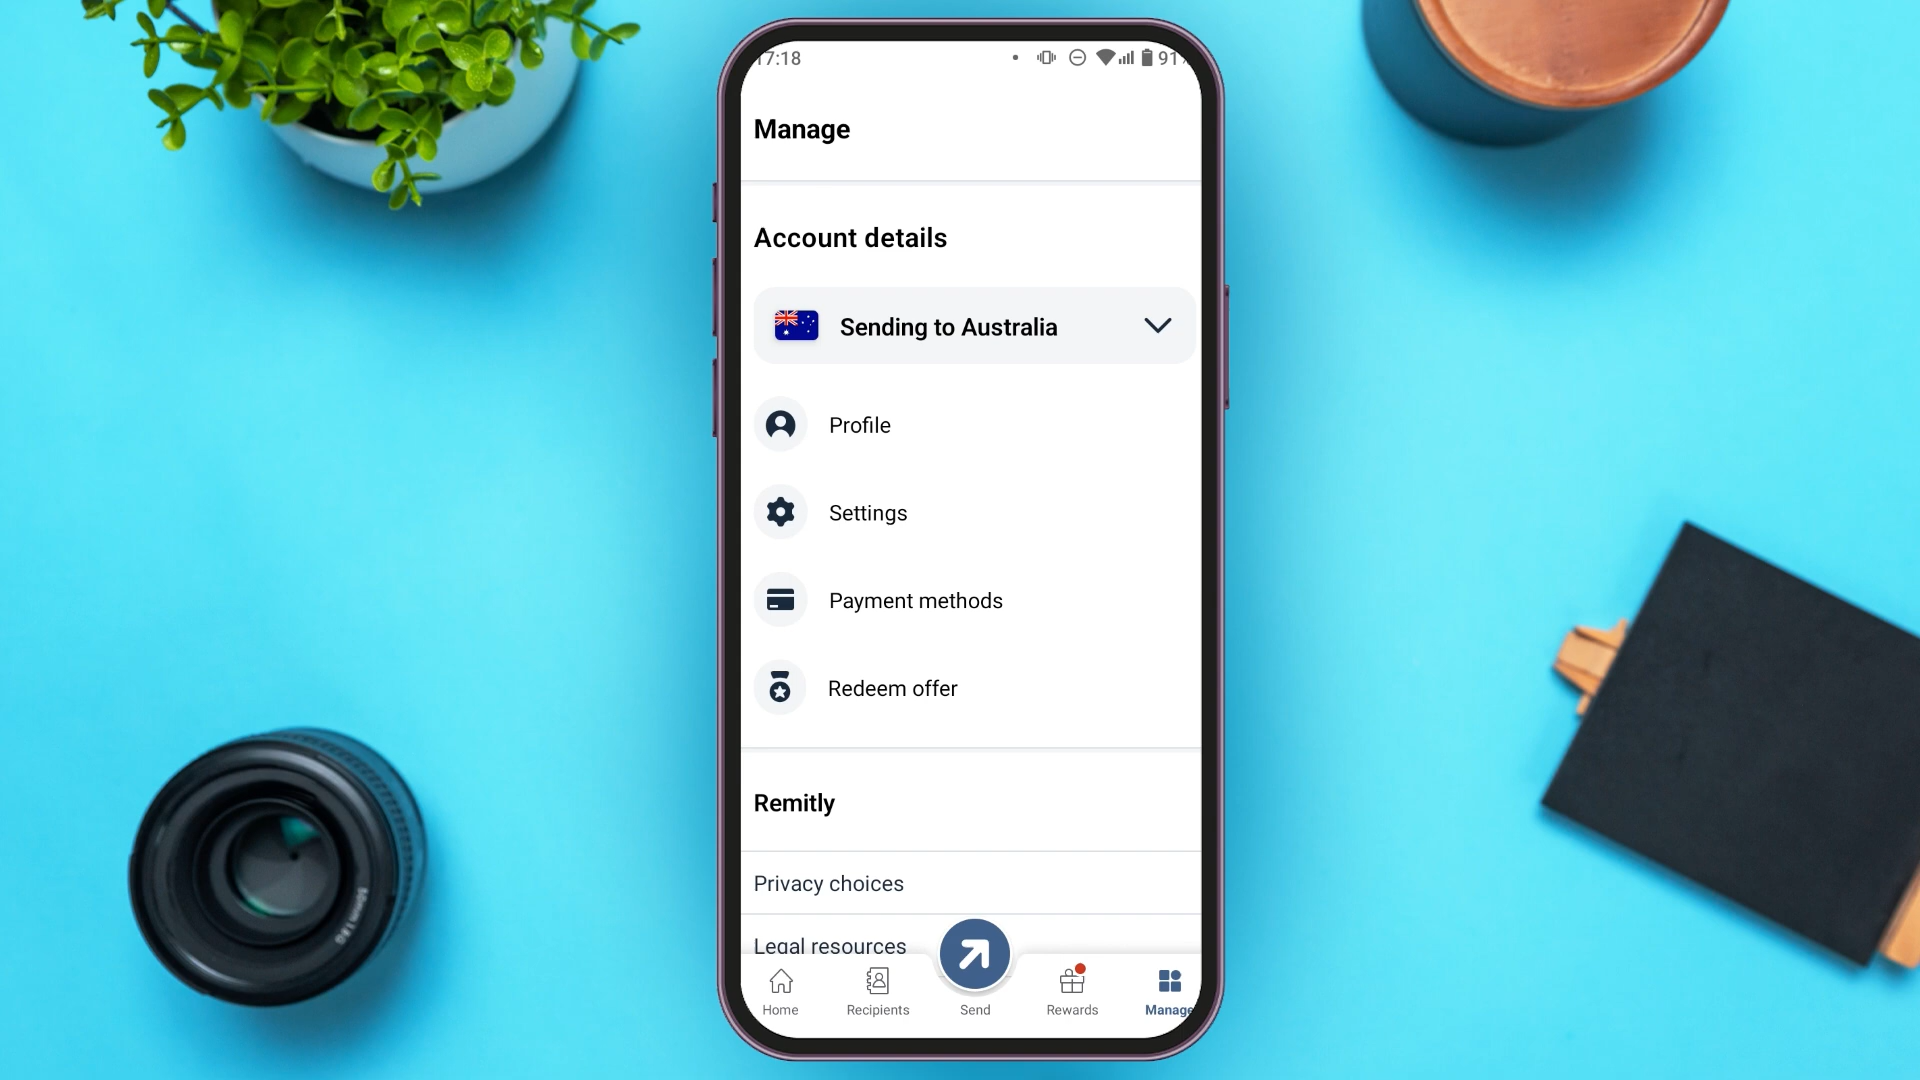 17:18
91%
Manage
Account details
Sending to Australia
Profile
Settings
Payment methods
Redeem offer
Remitly
Privacy choices
Legal resources
Home
Recipients
Send
Rewards
Manage